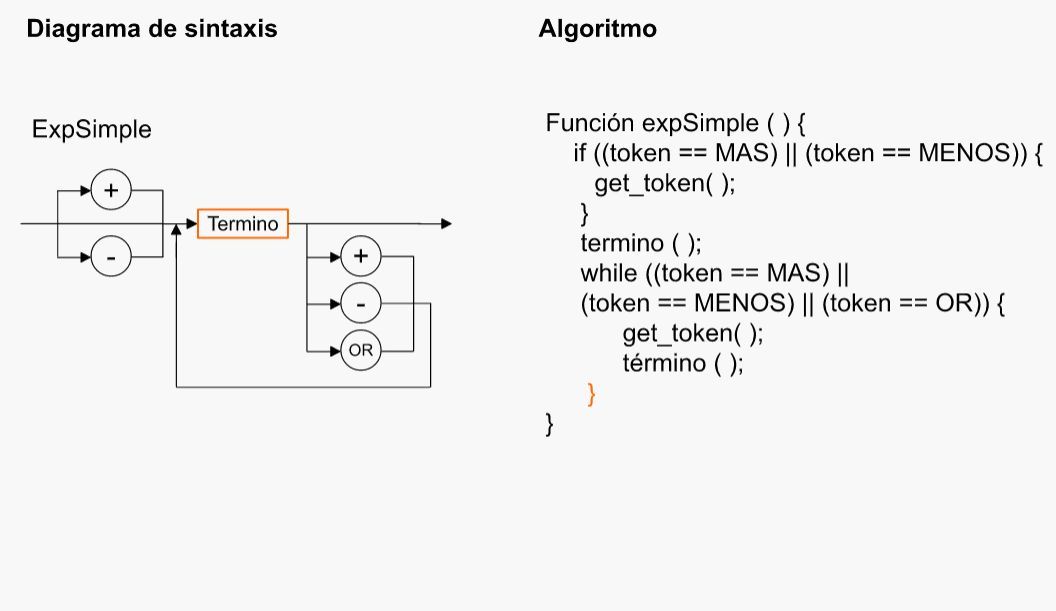 Diagrama de sintaxis
Algoritmo
ExpSimple
+
-
Termino
+
-
OR
Función expSimple ( ) {
if ((token == MAS) || (token == MENOS)) {
get_token( );
}
termino ( );
while ((token == MAS) ||
(token == MENOS) || (token == OR)) {
get_token( );
término ( );
}
}